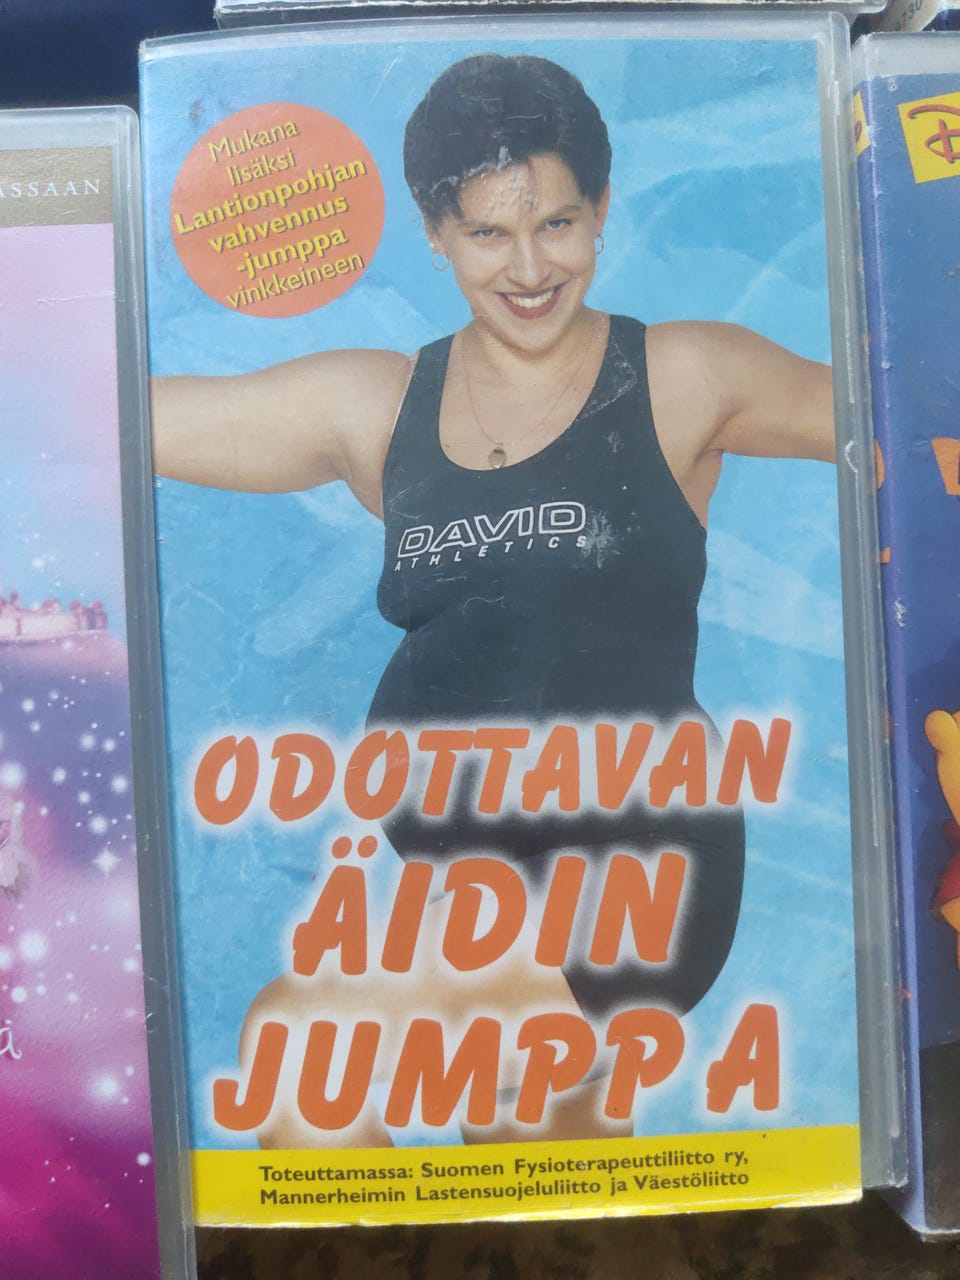 ASSAAN
9730
Mukana
lisäksi
Lantionpohjan
vahvennus
-jumppa
vinkkeineen
DAVID
ATHLETICS
ODOTTAVAN
ÄIDIN
JUMPPA
Toteuttamassa: Suomen Fysioterapeuttiliitto ry,
Mannerheimin Lastensuojeluliitto ja Väestöliitto